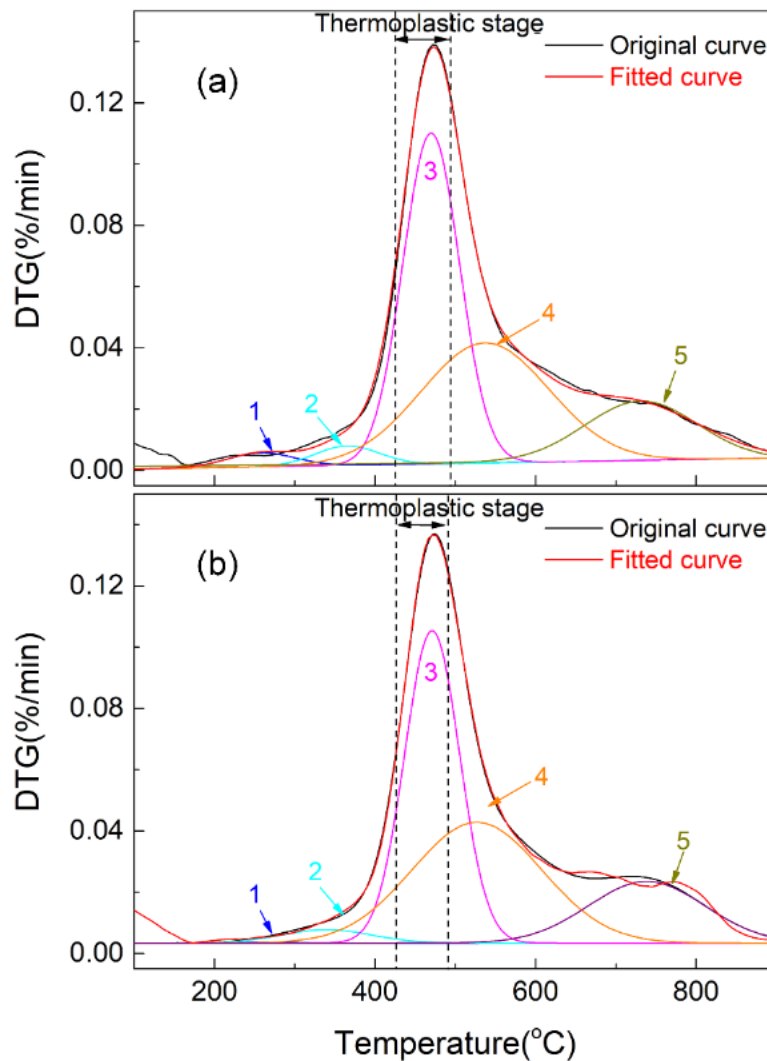 Thermoplastic stage
(a)
Original curve
Fitted curve
0.12
3
0.08
DTG(%/min)
4
0.04
5
2
1
0.00
Thermoplastic stage
(b)
Original curve
Fitted curve
0.12
3
0.08
DTG(%/min)
4
0.04
5
2
1
0.00
200 400 600 800
Temperature(°C)